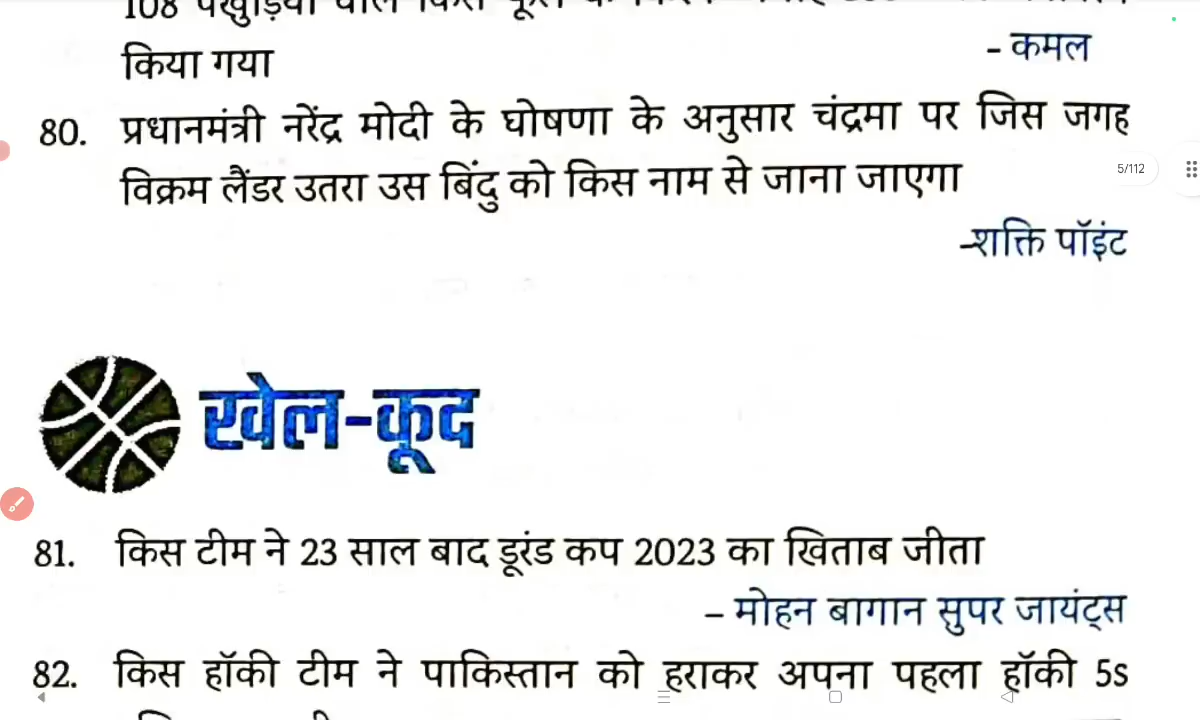 108
किया गया
- कमल
80. प्रधानमंत्री नरेंद्र मोदी के घोषणा के अनुसार चंद्रमा पर जिस जगह
विक्रम लैंडर उतरा उस बिंदु को किस नाम से जाना जाएगा
5/112
-शक्ति पॉइंट
खेल-कूद
81. किस टीम ने 23 साल बाद डूरंड कप 2023 का खिताब जीता
– मोहन बागान सुपर जायंट्स
82. किस हॉकी टीम ने पाकिस्तान को हराकर अपना पहला हॉकी 5s